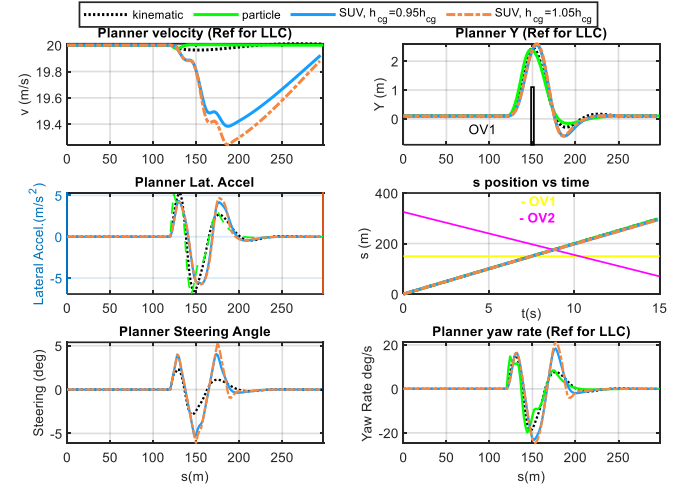 kinematic particle SUV, h_cg=0.95h_cg SUV, h_cg=1.05h_cg
Planner velocity (Ref for LLC)
v (m/s)
20
19.8
19.6
19.4
0 50 100 150 200 250
Planner Y (Ref for LLC)
Y (m)
2
1
0
OV1
0 50 100 150 200 250
Planner Lat. Accel
Lateral Accel.(m/s²)
5
0
-5
0 50 100 150 200 250
s position vs time
s (m)
400
200
0
- OV1
- OV2
0 5 10 15
t(s)
Planner Steering Angle
Steering (deg)
5
0
-5
0 50 100 150 200 250
s(m)
Planner yaw rate (Ref for LLC)
Yaw Rate deg/s
20
0
-20
0 50 100 150 200 250
s(m)